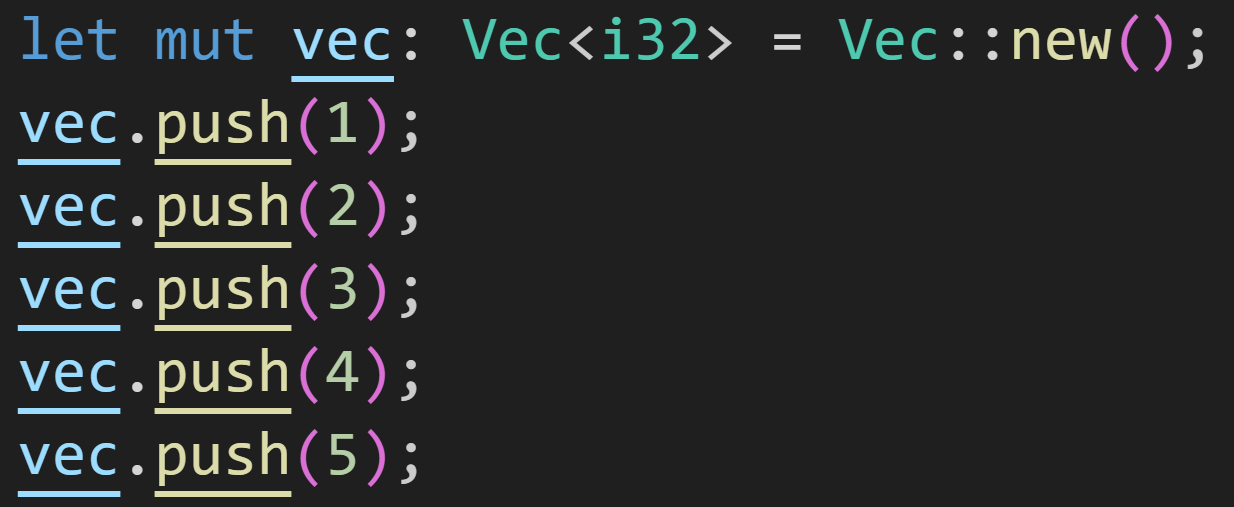 let mut vec: Vec<i32> = Vec::new();
vec.push(1);
vec.push(2);
vec.push(3);
vec.push(4);
vec.push(5);